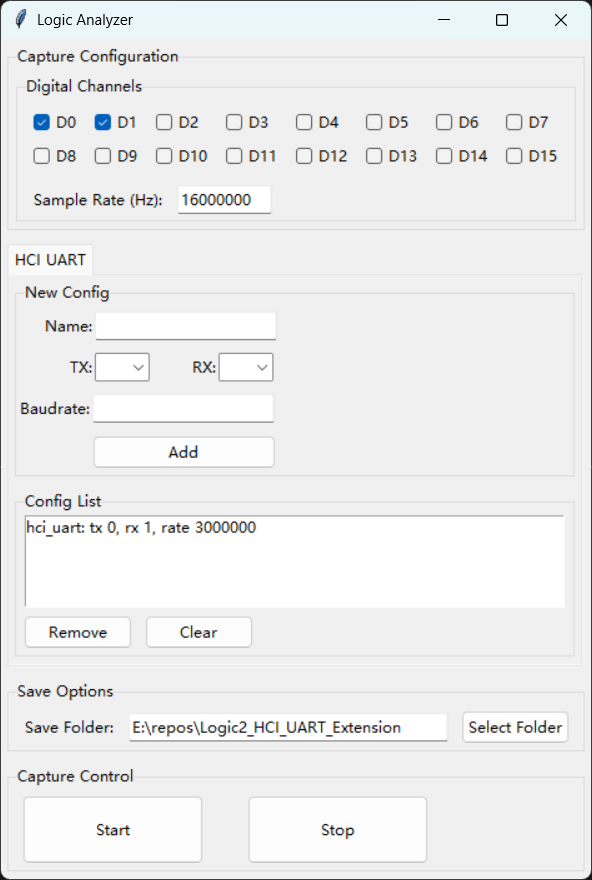 Logic Analyzer
Capture Configuration
Digital Channels
D0 D1 D2 D3 D4 D5 D6 D7
D8 D9 D10 D11 D12 D13 D14 D15
Sample Rate (Hz): 16000000
HCI UART
New Config
Name:
TX: RX:
Baudrate:
Add
Config List
hci_uart: tx 0, rx 1, rate 3000000
Remove Clear
Save Options
Save Folder: E:\repos\Logic2_HCI_UART_Extension Select Folder
Capture Control
Start Stop